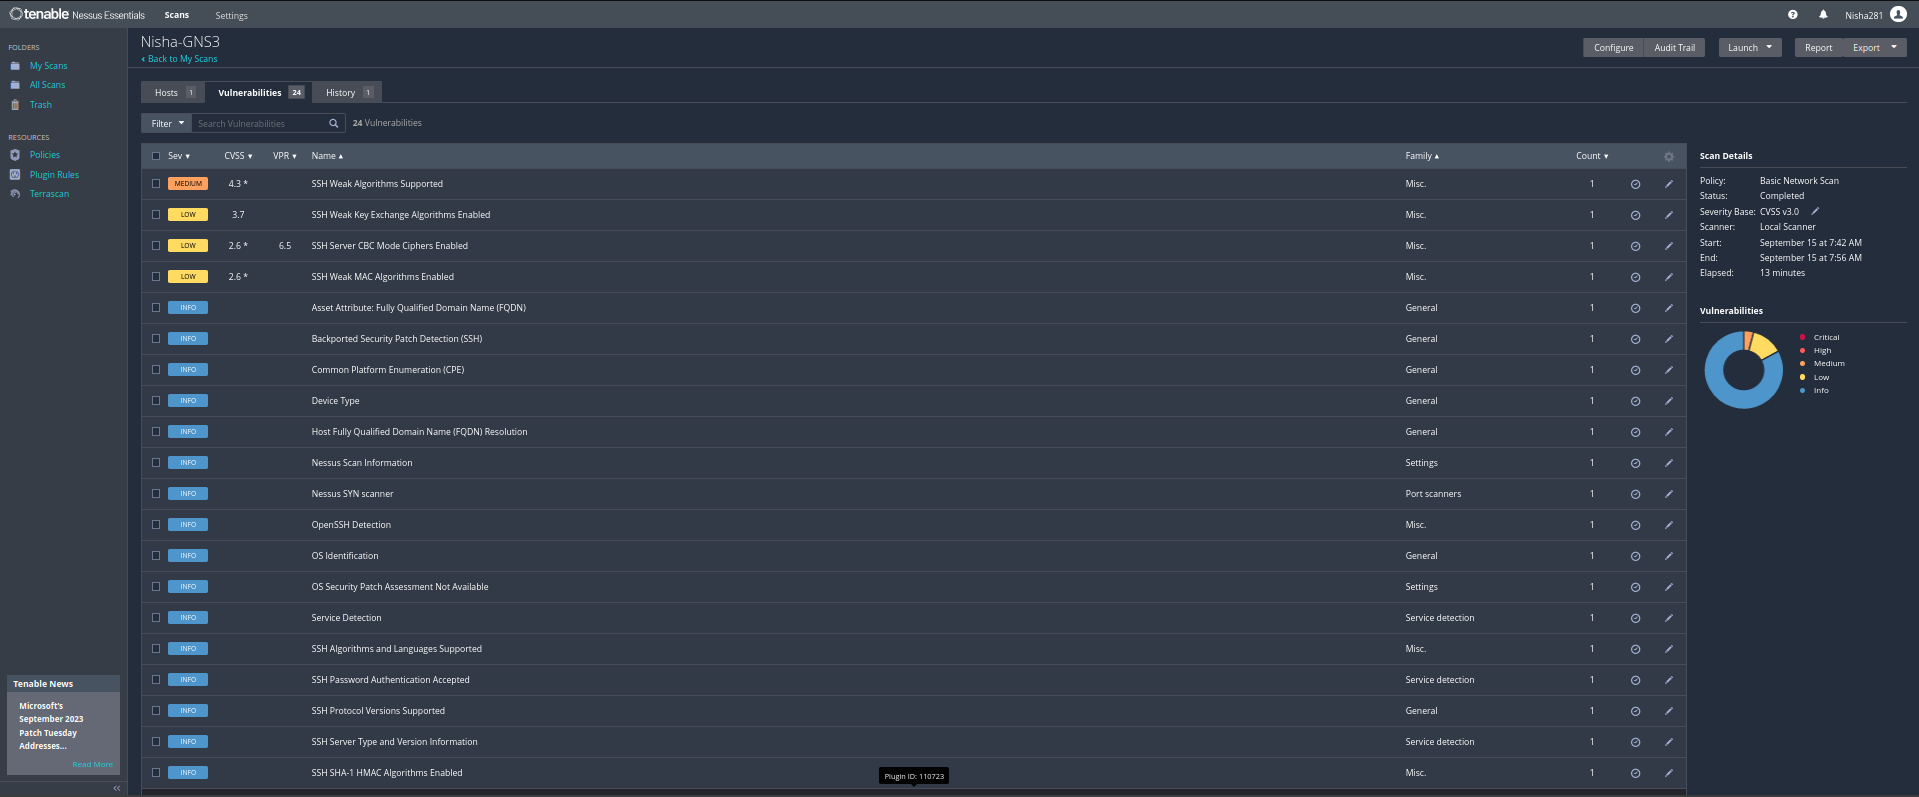 tenable Nessus Essentials Scans Settings Nisha281
FOLDERS
My Scans
All Scans
Trash
RESOURCES
Policies
Plugin Rules
Terrascan
Tenable News
Microsoft's
September 2023
Patch Tuesday
Addresses...
Read More
Nisha-GNS3
Back to My Scans
Configure Audit Trail Launch Report Export
Hosts 1 Vulnerabilities 24 History 1
Filter Search Vulnerabilities 24 Vulnerabilities
Sev CVSS VPR Name Family Count
MEDIUM 4.3 * SSH Weak Algorithms Supported Misc. 1
LOW 3.7 SSH Weak Key Exchange Algorithms Enabled Misc. 1
LOW 2.6 * 6.5 SSH Server CBC Mode Ciphers Enabled Misc. 1
LOW 2.6 * SSH Weak MAC Algorithms Enabled Misc. 1
INFO Asset Attribute: Fully Qualified Domain Name (FQDN) General 1
INFO Backported Security Patch Detection (SSH) General 1
INFO Common Platform Enumeration (CPE) General 1
INFO Device Type General 1
INFO Host Fully Qualified Domain Name (FQDN) Resolution General 1
INFO Nessus Scan Information Settings 1
INFO Nessus SYN scanner Port scanners 1
INFO OpenSSH Detection Misc. 1
INFO OS Identification General 1
INFO OS Security Patch Assessment Not Available Settings 1
INFO Service Detection Service detection 1
INFO SSH Algorithms and Languages Supported Misc. 1
INFO SSH Password Authentication Accepted Service detection 1
INFO SSH Protocol Versions Supported General 1
INFO SSH Server Type and Version Information Service detection 1
INFO SSH SHA-1 HMAC Algorithms Enabled Misc. 1
Plugin ID: 110723
Scan Details
Policy: Basic Network Scan
Status: Completed
Severity Base: CVSS v3.0
Scanner: Local Scanner
Start: September 15 at 7:42 AM
End: September 15 at 7:56 AM
Elapsed: 13 minutes
Vulnerabilities
Critical
High
Medium
Low
Info